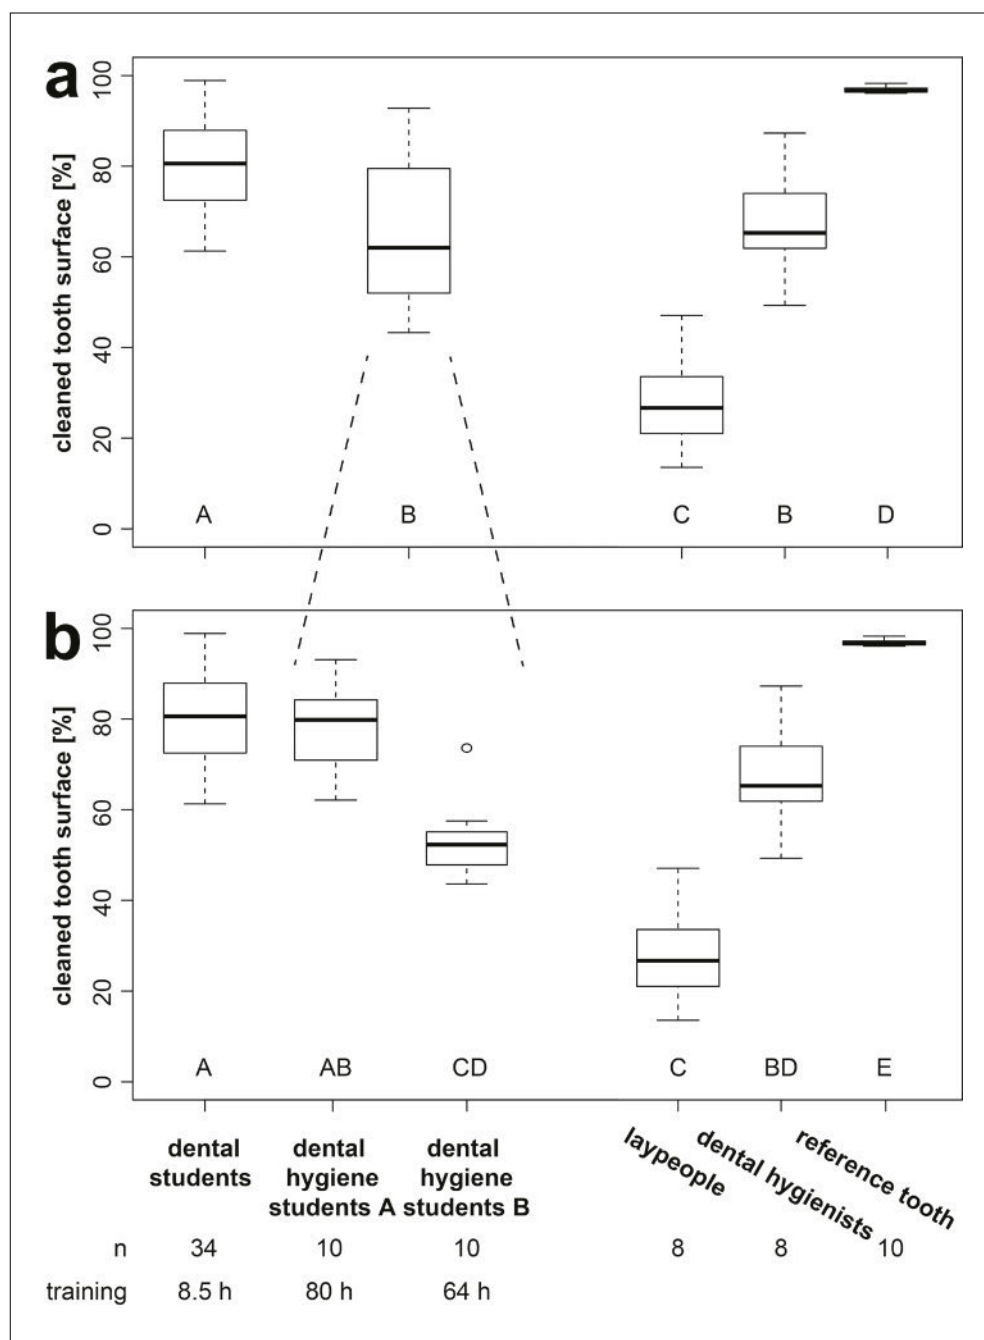 a
cleaned tooth surface [%]
100
80
60
40
20
0
A B C B D
b
cleaned tooth surface [%]
100
80
60
40
20
0
A AB CD C BD E
dental students
dental hygiene students A
dental hygiene students B
laypeople
dental hygienists
reference tooth
n 34 10 10 8 8 10
training 8.5 h 80 h 64 h